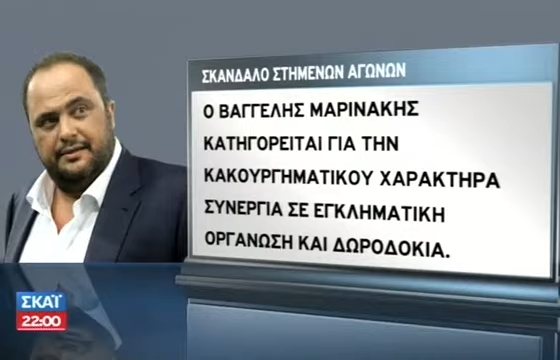 ΣΚΑΝΔΑΛΟ ΣΤΗΜΕΝΩΝ ΑΓΩΝΩΝ
Ο ΒΑΓΓΕΛΗΣ ΜΑΡΙΝΑΚΗΣ
ΚΑΤΗΓΟΡΕΙΤΑΙ ΓΙΑ ΤΗΝ
ΚΑΚΟΥΡΓΗΜΑΤΙΚΟΥ ΧΑΡΑΚΤΗΡΑ
ΣΥΝΕΡΓΙΑ ΣΕ ΕΓΚΛΗΜΑΤΙΚΗ
ΟΡΓΑΝΩΣΗ ΚΑΙ ΔΩΡΟΔΟΚΙΑ.
ΣΚΑΪ
22:00